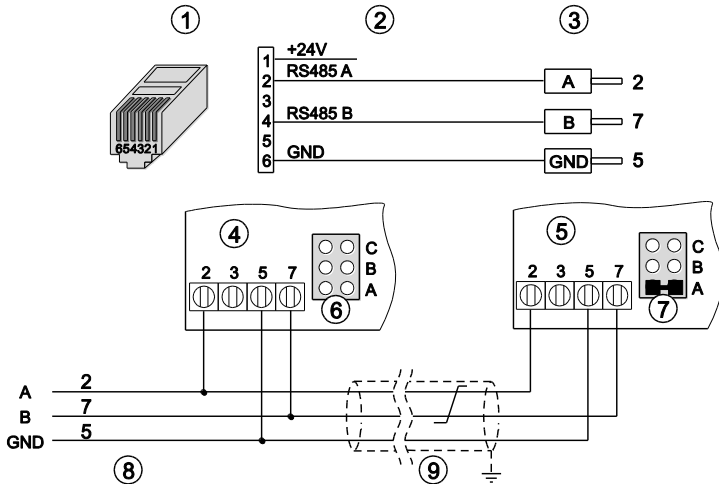 1 2 3
+24V
1
RS485 A
2 A 2
3
RS485 B
4 B 7
5
GND
6 GND 5
654321
4 5
C C
2 3 5 7 B 2 3 5 7 B
A A
6 7
A 2
B 7
GND 5
8 9